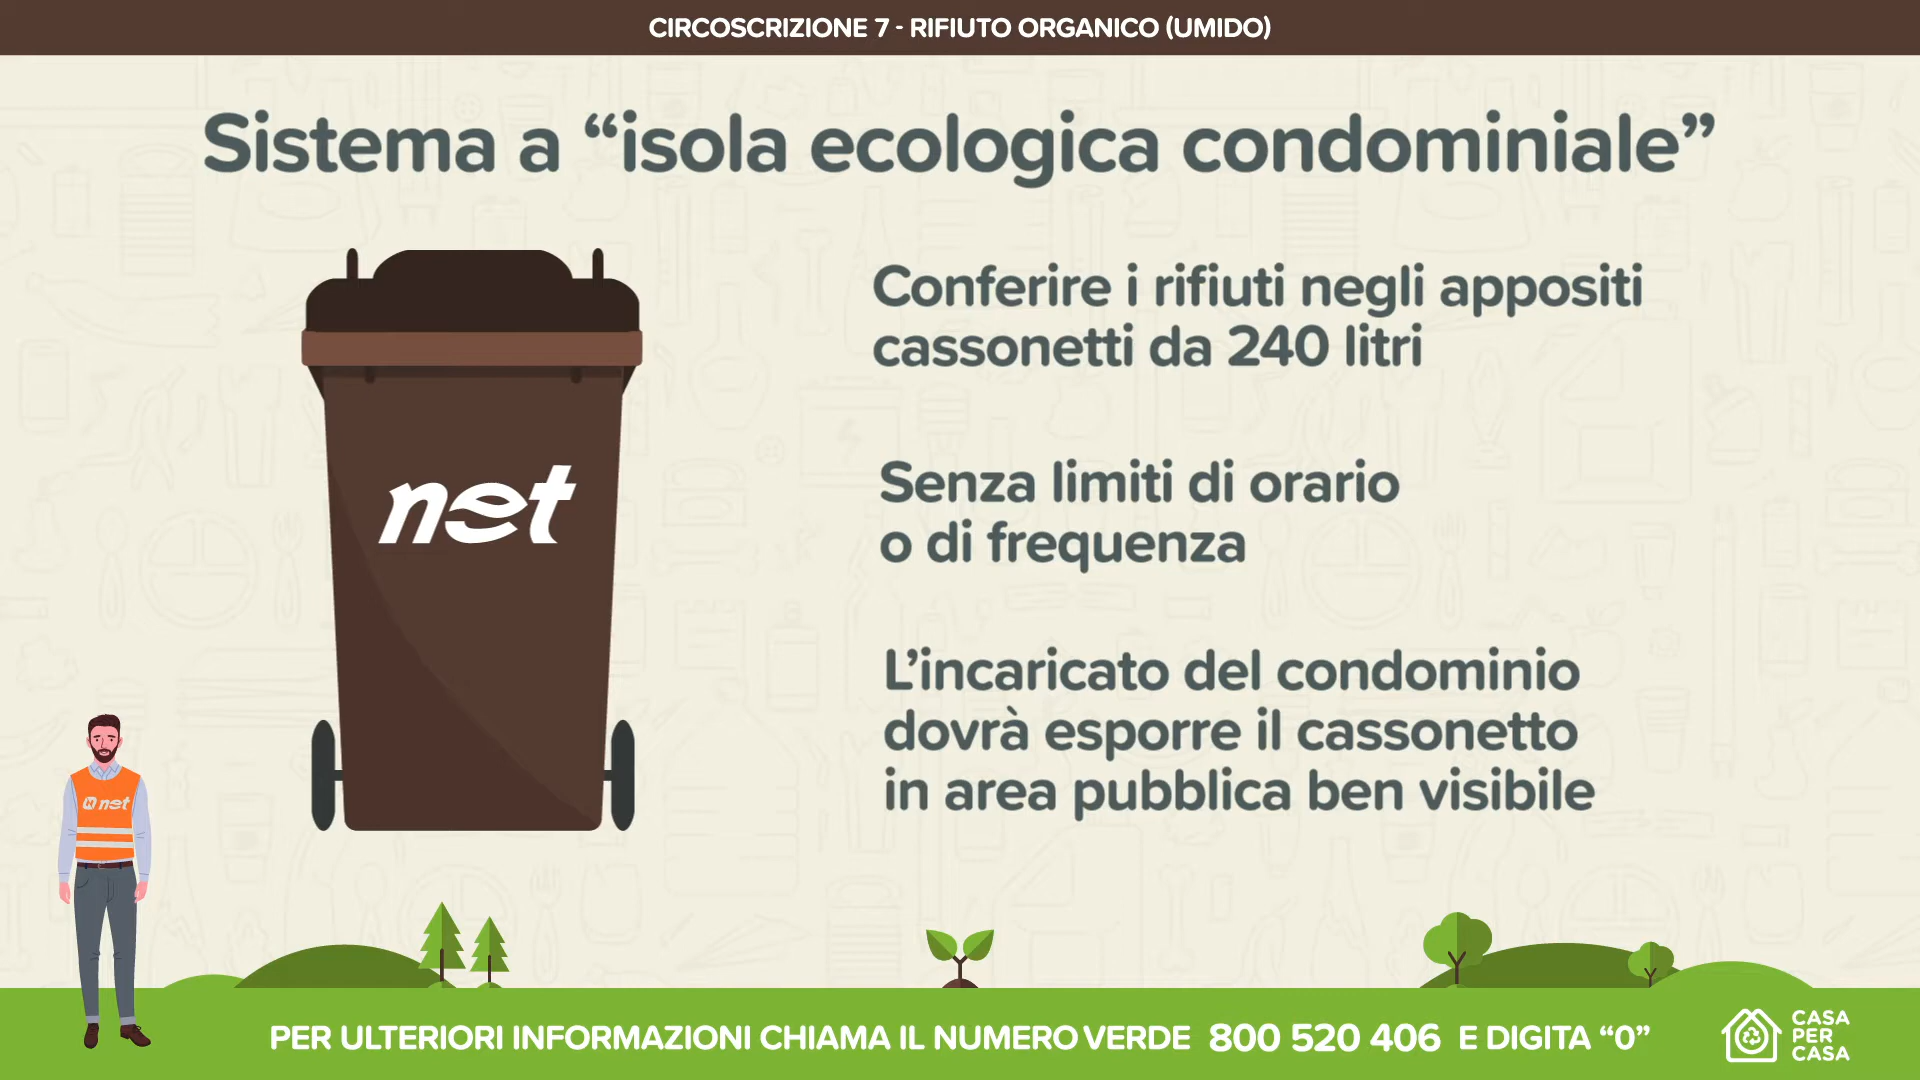 CIRCOSCRIZIONE 7 - RIFIUTO ORGANICO (UMIDO)
Sistema a “isola ecologica condominiale”
Conferire i rifiuti negli appositi
cassonetti da 240 litri
net
Senza limiti di orario
o di frequenza
L’incaricato del condominio
dovrà esporre il cassonetto
in area pubblica ben visibile
net
PER ULTERIORI INFORMAZIONI CHIAMA IL NUMERO VERDE 800 520 406 E DIGITA “0”
CASA
PER
CASA